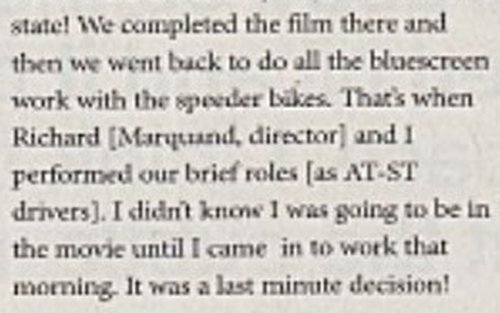 state! We completed the film there and
then we went back to do all the bluescreen
work with the speeder bikes. That's when
Richard [Marquand, director] and I
performed our brief roles [as AT-ST
drivers]. I didn't know I was going to be in
the movie until I came in to work that
morning. It was a last minute decision!